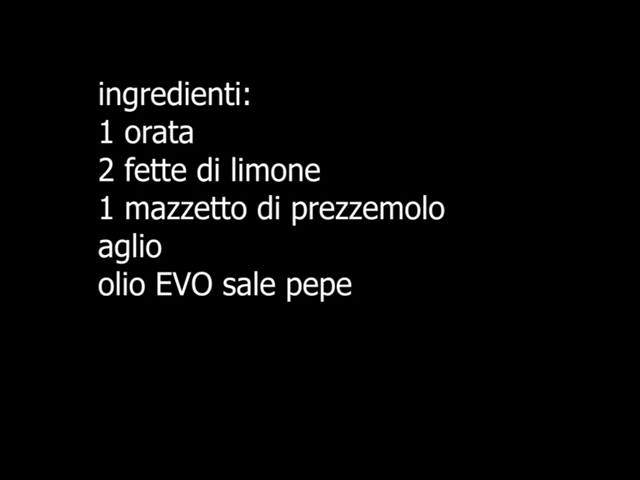 ingredienti:
1 orata
2 fette di limone
1 mazzetto di prezzemolo
aglio
olio EVO sale pepe